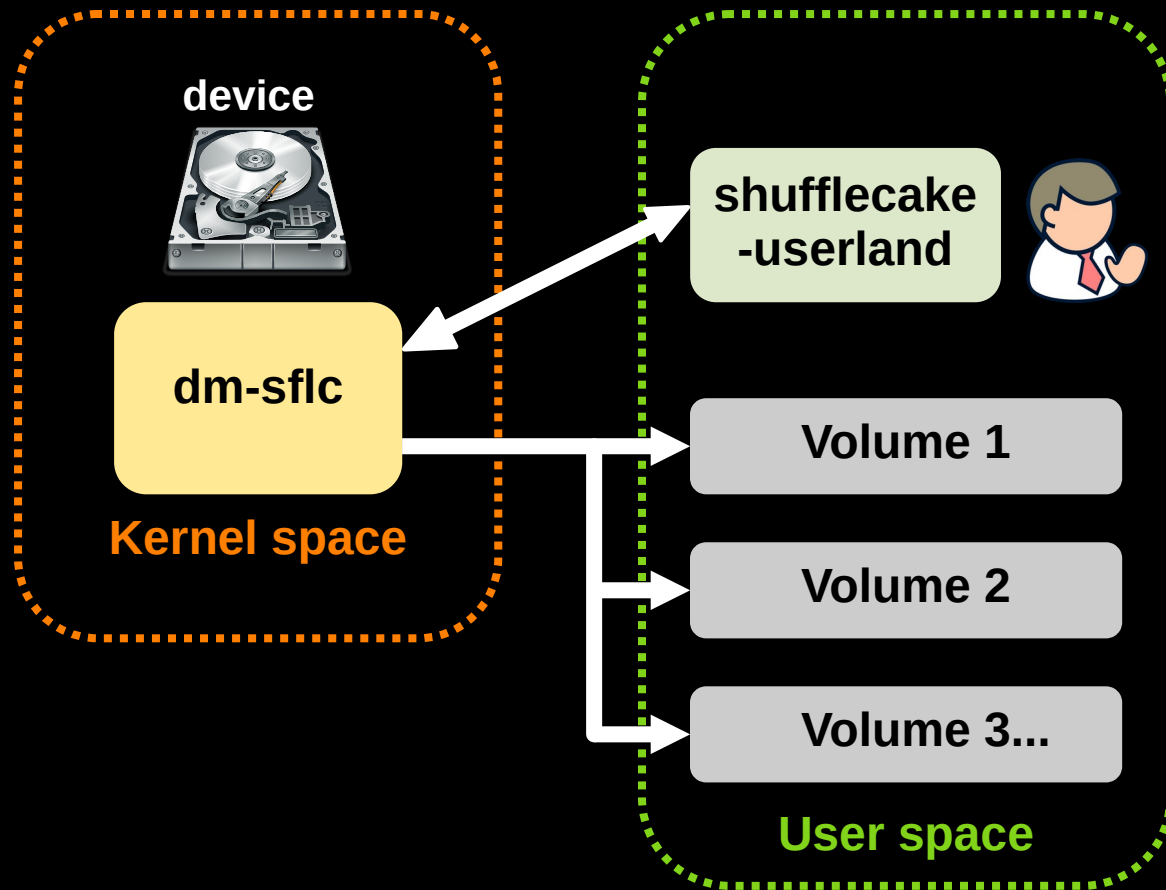 device
dm-sflc
Kernel space
shufflecake
-userland
Volume 1
Volume 2
Volume 3...
User space